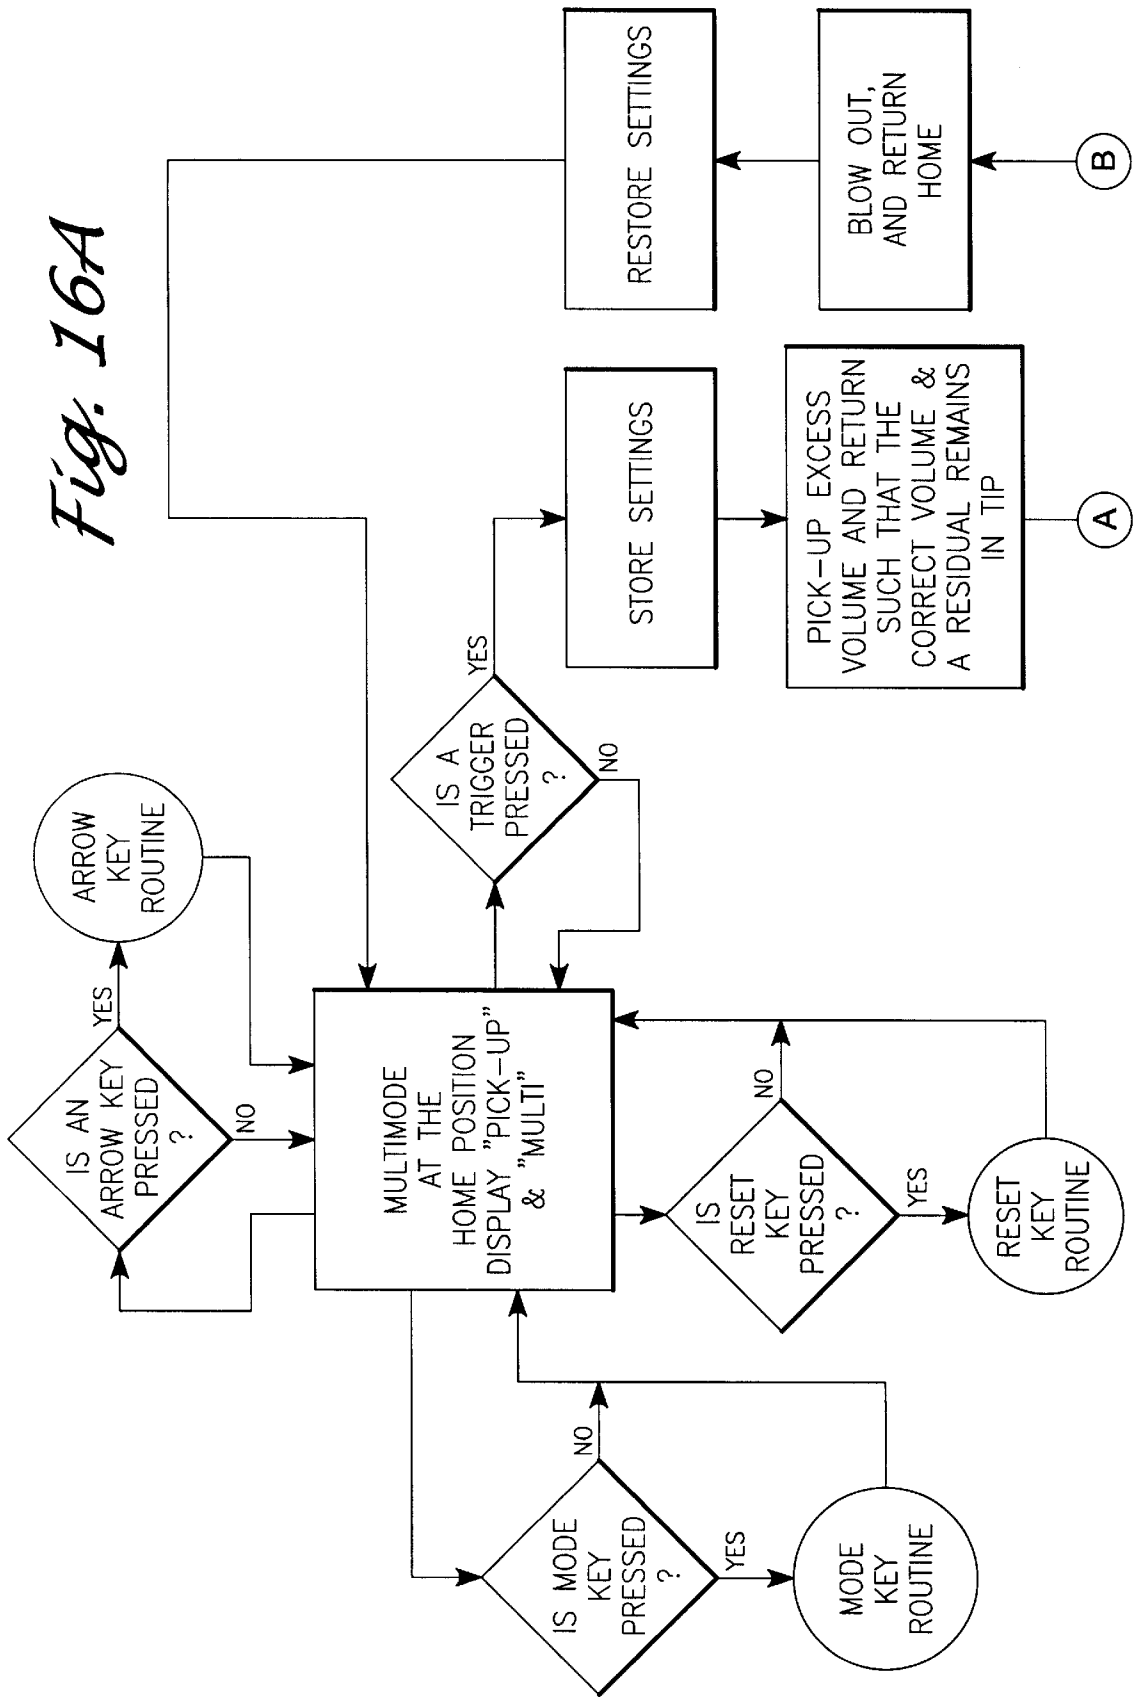 Fig. 16A
IS AN
ARROW KEY
PRESSED
?
YES
NO
ARROW
KEY
ROUTINE
MULTIMODE
AT THE
HOME POSITION
DISPLAY "PICK-UP"
& "MULTI"
IS MODE
KEY
PRESSED
?
NO
YES
MODE
KEY
ROUTINE
IS
RESET
KEY
PRESSED
?
NO
YES
RESET
KEY
ROUTINE
IS A
TRIGGER
PRESSED
?
YES
NO
STORE SETTINGS
PICK-UP EXCESS
VOLUME AND RETURN
SUCH THAT THE
CORRECT VOLUME &
A RESIDUAL REMAINS
IN TIP
A
RESTORE SETTINGS
BLOW OUT,
AND RETURN
HOME
B